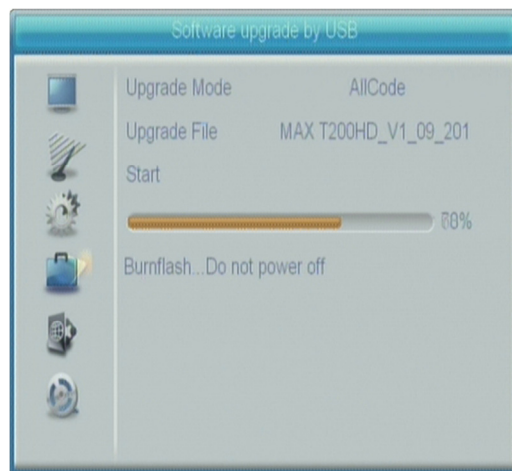 Software upgrade by USB
Upgrade Mode AllCode
Upgrade File MAX T200HD_V1_09_201
Start
Burnflash...Do not power off